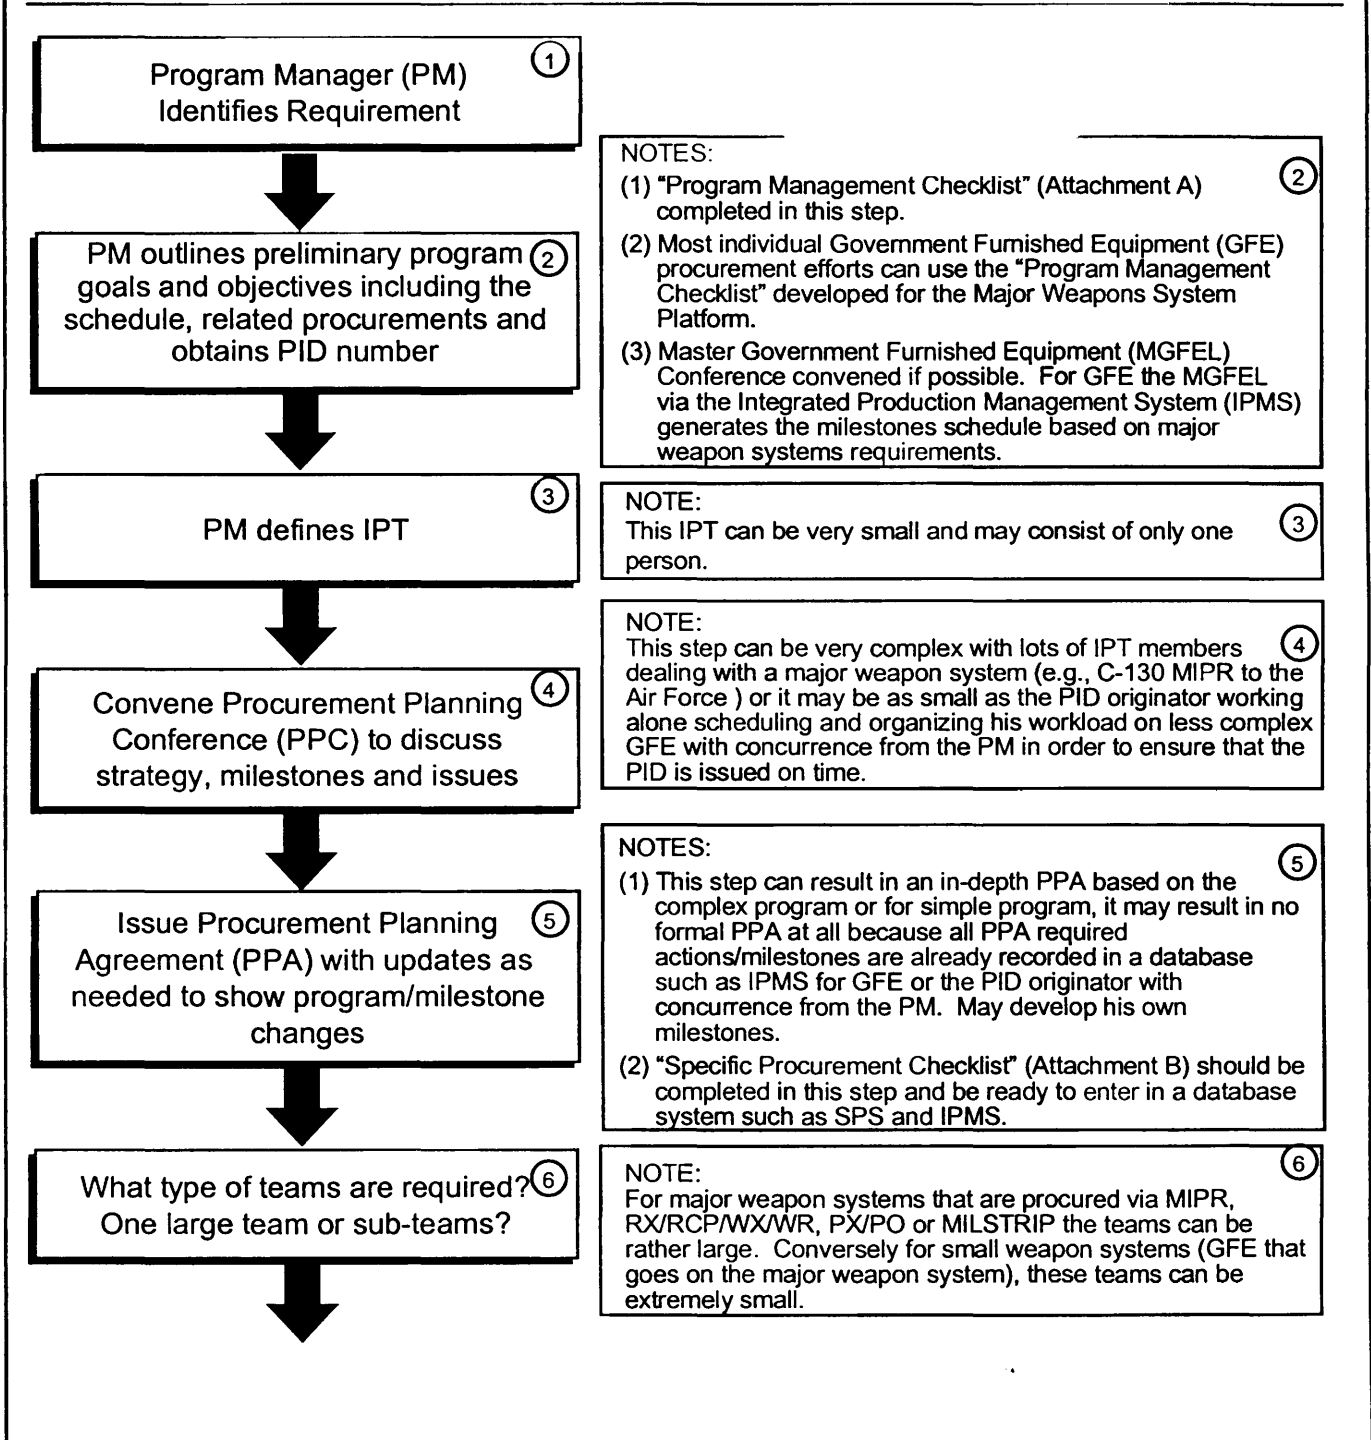 Program Manager (PM)
Identifies Requirement
1
PM outlines preliminary program
goals and objectives including the
schedule, related procurements and
obtains PID number
2
NOTES:
(1) "Program Management Checklist" (Attachment A)
completed in this step.
(2) Most individual Government Furnished Equipment (GFE)
procurement efforts can use the "Program Management
Checklist" developed for the Major Weapons System
Platform.
(3) Master Government Furnished Equipment (MGFEL)
Conference convened if possible. For GFE the MGFEL
via the Integrated Production Management System (IPMS)
generates the milestones schedule based on major
weapon systems requirements.
2
PM defines IPT
3
NOTE:
This IPT can be very small and may consist of only one
person.
3
Convene Procurement Planning
Conference (PPC) to discuss
strategy, milestones and issues
4
NOTE:
This step can be very complex with lots of IPT members
dealing with a major weapon system (e.g., C-130 MIPR to the
Air Force ) or it may be as small as the PID originator working
alone scheduling and organizing his workload on less complex
GFE with concurrence from the PM in order to ensure that the
PID is issued on time.
4
Issue Procurement Planning
Agreement (PPA) with updates as
needed to show program/milestone
changes
5
NOTES:
(1) This step can result in an in-depth PPA based on the
complex program or for simple program, it may result in no
formal PPA at all because all PPA required
actions/milestones are already recorded in a database
such as IPMS for GFE or the PID originator with
concurrence from the PM. May develop his own
milestones.
(2) "Specific Procurement Checklist" (Attachment B) should be
completed in this step and be ready to enter in a database
system such as SPS and IPMS.
5
What type of teams are required?
One large team or sub-teams?
6
NOTE:
For major weapon systems that are procured via MIPR,
RX/RCP/WX/WR, PX/PO or MILSTRIP the teams can be
rather large. Conversely for small weapon systems (GFE that
goes on the major weapon system), these teams can be
extremely small.
6